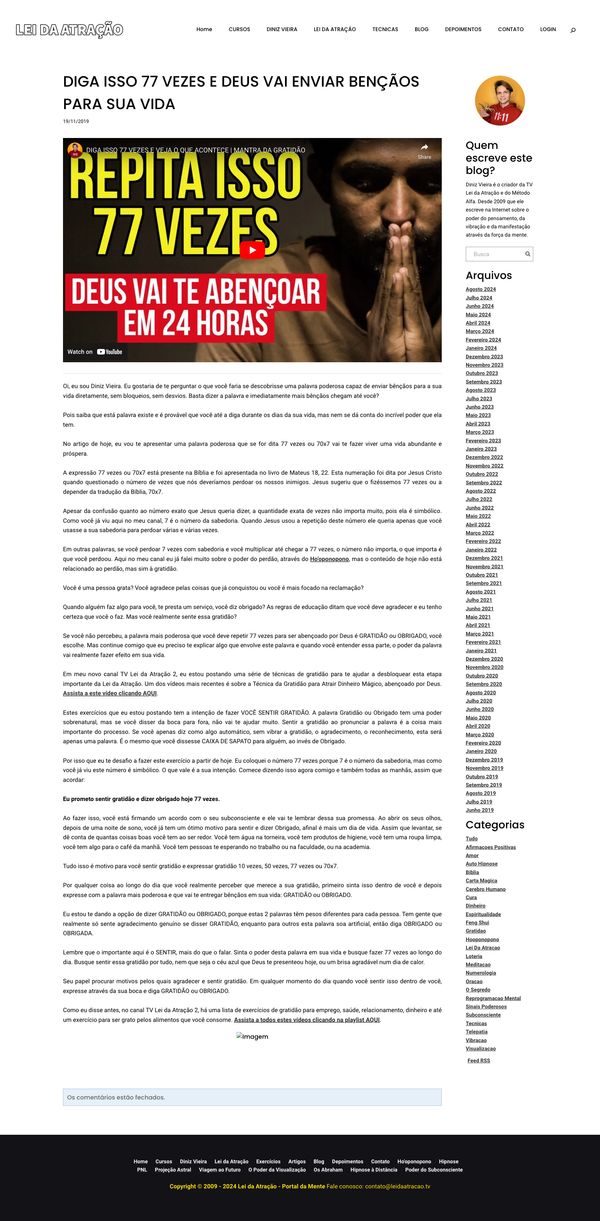 LEI DA ATRAÇÃO
Home CURSOS DINIZ VIEIRA LEI DA ATRAÇÃO TECNICAS BLOG DEPOIMENTOS CONTATO LOGIN
DIGA ISSO 77 VEZES E DEUS VAI ENVIAR BENÇÃOS
PARA SUA VIDA
19/11/2019
DIGA ISSO 77 VEZES E VEJA O QUE ACONTECE | MANTRA DA GRATIDÃO
Share
REPITA ISSO
77 VEZES
DEUS VAI TE ABENÇOAR
EM 24 HORAS
Watch on YouTube
Oi, eu sou Diniz Vieira. Eu gostaria de te perguntar o que você faria se descobrisse uma palavra poderosa capaz de enviar bênçãos para a sua
vida diretamente, sem bloqueios, sem desvios. Basta dizer a palavra e imediatamente mais bênçãos chegam até você?
Pois saiba que está palavra existe e é provável que você até a diga durante os dias da sua vida, mas nem se dá conta do incrível poder que ela
tem.
No artigo de hoje, eu vou te apresentar uma palavra poderosa que se for dita 77 vezes ou 70x7 vai te fazer viver uma vida abundante e
próspera.
A expressão 77 vezes ou 70x7 está presente na Bíblia e foi apresentada no livro de Mateus 18, 22. Esta numeração foi dita por Jesus Cristo
quando questionado o número de vezes que nós deveríamos perdoar os nossos inimigos. Jesus sugeriu que o fizéssemos 77 vezes ou a
depender da tradução da Bíblia, 70x7.
Apesar da confusão quanto ao número exato que Jesus queria dizer, a quantidade exata de vezes não importa muito, pois ela é simbólico.
Como você já viu aqui no meu canal, 7 é o número da sabedoria. Quando Jesus usou a repetição deste número ele queria apenas que você
usasse a sua sabedoria para perdoar várias e várias vezes.
Em outras palavras, se você perdoar 7 vezes com sabedoria e você multiplicar até chegar a 77 vezes, o número não importa, o que importa é
que você perdoou. Aqui no meu canal eu já falei muito sobre o poder do perdão, através do Ho'oponopono, mas o conteúdo de hoje não está
relacionado ao perdão, mas sim à gratidão.
Você é uma pessoa grata? Você agradece pelas coisas que já conquistou ou você é mais focado na reclamação?
Quando alguém faz algo para você, te presta um serviço, você diz obrigado? As regras de educação ditam que você deve agradecer e eu tenho
certeza que você o faz. Mas você realmente sente essa gratidão?
Se você não percebeu, a palavra mais poderosa que você deve repetir 77 vezes para ser abençoado por Deus é GRATIDÃO ou OBRIGADO, você
escolhe. Mas continue comigo que eu preciso te explicar algo que envolve este palavra e quando você entender essa parte, o poder da palavra
vai realmente fazer efeito em sua vida.
Em meu novo canal TV Lei da Atração 2, eu estou postando uma série de técnicas de gratidão para te ajudar a desbloquear esta etapa
importante da Lei da Atração. Um dos vídeos mais recentes é sobre a Técnica da Gratidão para Atrair Dinheiro Mágico, abençoado por Deus.
Assista a este vídeo clicando AQUI.
Estes exercícios que eu estou postando tem a intenção de fazer VOCÊ SENTIR GRATIDÃO. A palavra Gratidão ou Obrigado tem uma poder
sobrenatural, mas se você disser da boca para fora, não vai te ajudar muito. Sentir a gratidão ao pronunciar a palavra é a coisa mais
importante do processo. Se você apenas diz como algo automático, sem vibrar a gratidão, o agradecimento, o reconhecimento, esta será
apenas uma palavra. É o mesmo que você dissesse CAIXA DE SAPATO para alguém, ao invés de Obrigado.
Por isso que eu te desafio a fazer este exercício a partir de hoje. Eu coloquei o número 77 vezes porque 7 é o número da sabedoria, mas como
você já viu este número é simbólico. O que vale é a sua intenção. Comece dizendo isso agora comigo e também todas as manhãs, assim que
acordar:
Eu prometo sentir gratidão e dizer obrigado hoje 77 vezes.
Ao fazer isso, você está firmando um acordo com o seu subconsciente e ele vai te lembrar dessa sua promessa. Ao abrir os seus olhos,
depois de uma noite de sono, você já tem um ótimo motivo para sentir e dizer Obrigado, afinal é mais um dia de vida. Assim que levantar, se
dê conta de quantas coisas boas você tem ao ser redor. Você tem água na torneira, você tem produtos de higiene, você tem uma roupa limpa,
você tem algo para o café da manhã. Você tem pessoas te esperando no trabalho ou na faculdade, ou na academia.
Tudo isso é motivo para você sentir gratidão e expressar gratidão 10 vezes, 50 vezes, 77 vezes ou 70x7.
Por qualquer coisa ao longo do dia que você realmente perceber que merece a sua gratidão, primeiro sinta isso dentro de você e depois
expresse com a palavra mais poderosa e que vai te entregar bênçãos em sua vida: GRATIDÃO ou OBRIGADO.
Eu estou te dando a opção de dizer GRATIDÃO ou OBRIGADO, porque estas 2 palavras têm pesos diferentes para cada pessoa. Tem gente que
realmente só sente agradecimento genuíno se disser GRATIDÃO, enquanto para outros esta palavra soa artificial, então diga OBRIGADO ou
OBRIGADA.
Lembre que o importante aqui é o SENTIR, mais do que o falar. Sinta o poder desta palavra em sua vida e busque fazer 77 vezes ao longo do
dia. Busque sentir essa gratidão por tudo, nem que seja o céu azul que Deus te presenteou hoje, ou um brisa agradável num dia de calor.
Seu papel procurar motivos pelos quais agradecer e sentir gratidão. Em qualquer momento do dia quando você sentir isso dentro de você,
expresse através da sua boca e diga GRATIDÃO ou OBRIGADO.
Como eu disse antes, no canal TV Lei da Atração 2, há uma lista de exercícios de gratidão para emprego, saúde, relacionamento, dinheiro e até
um exercício para ser grato pelos alimentos que você consome. Assista a todos estes vídeos clicando na playlist AQUI.
Imagem
Os comentários estão fechados.
11:11
Quem
escreve este
blog?
Diniz Vieira é o criador da TV
Lei da Atração e do Método
Alfa. Desde 2009 que ele
escreve na Internet sobre o
poder do pensamento, da
vibração e da manifestação
através da força da mente.
Busca
Arquivos
Agosto 2024
Julho 2024
Junho 2024
Maio 2024
Abril 2024
Março 2024
Fevereiro 2024
Janeiro 2024
Dezembro 2023
Novembro 2023
Outubro 2023
Setembro 2023
Agosto 2023
Julho 2023
Junho 2023
Maio 2023
Abril 2023
Março 2023
Fevereiro 2023
Janeiro 2023
Dezembro 2022
Novembro 2022
Outubro 2022
Setembro 2022
Agosto 2022
Julho 2022
Junho 2022
Maio 2022
Abril 2022
Março 2022
Fevereiro 2022
Janeiro 2022
Dezembro 2021
Novembro 2021
Outubro 2021
Setembro 2021
Agosto 2021
Julho 2021
Junho 2021
Maio 2021
Abril 2021
Março 2021
Fevereiro 2021
Janeiro 2021
Dezembro 2020
Novembro 2020
Outubro 2020
Setembro 2020
Agosto 2020
Julho 2020
Junho 2020
Maio 2020
Abril 2020
Março 2020
Fevereiro 2020
Janeiro 2020
Dezembro 2019
Novembro 2019
Outubro 2019
Setembro 2019
Agosto 2019
Julho 2019
Junho 2019
Categorias
Tudo
Afirmacoes Positivas
Amor
Auto Hipnose
Bíblia
Carta Magica
Cerebro Humano
Cura
Dinheiro
Espiritualidade
Feng Shui
Gratidao
Hooponopono
Lei Da Atracao
Loteria
Meditacao
Numerologia
Oracao
O Segredo
Reprogramacao Mental
Sinais Poderosos
Subconsciente
Tecnicas
Telepatia
Vibracao
Visualizacao
Feed RSS
Home Cursos Diniz Vieira Lei da Atração Exercícios Artigos Blog Depoimentos Contato Ho'oponopono Hipnose
PNL Projeção Astral Viagem ao Futuro O Poder da Visualização Os Abraham Hipnose à Distância Poder do Subconsciente
Copyright © 2009 - 2024 Lei da Atração - Portal da Mente Fale conosco: contato@leidaatracao.tv